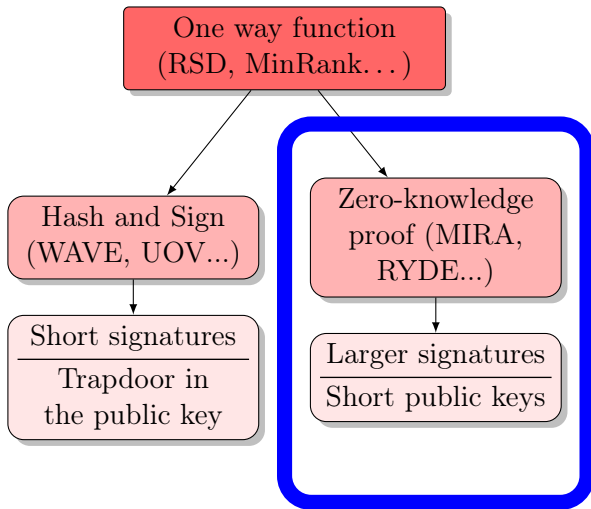 One way function
(RSD, MinRank. . . )
Hash and Sign
(WAVE, UOV...)
Short signatures
Trapdoor in
the public key
Zero-knowledge
proof (MIRA,
RYDE...)
Larger signatures
Short public keys